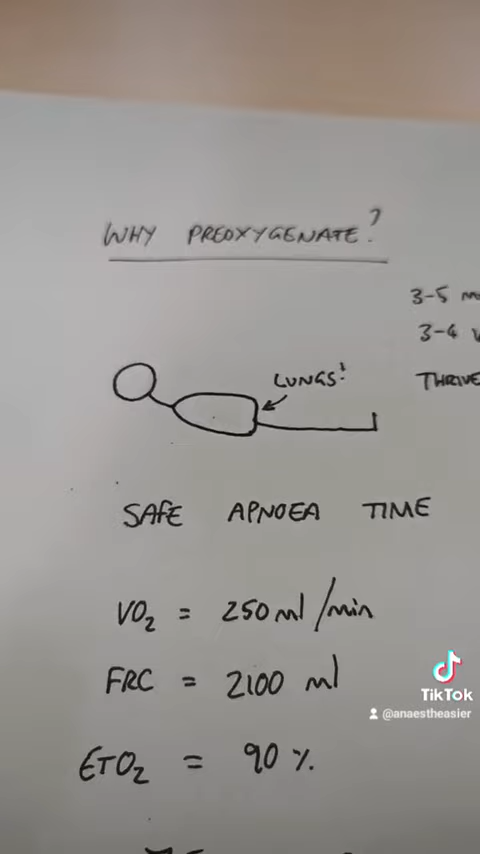 WHY PREOXYGENATE?
3-5
3-4
THRIVE
LUNGS!
SAFE APNOEA TIME
VO₂ = 250 ml/min
FRC = 2100 ml
ETO₂ = 90 %.
TikTok
@anaestheasier